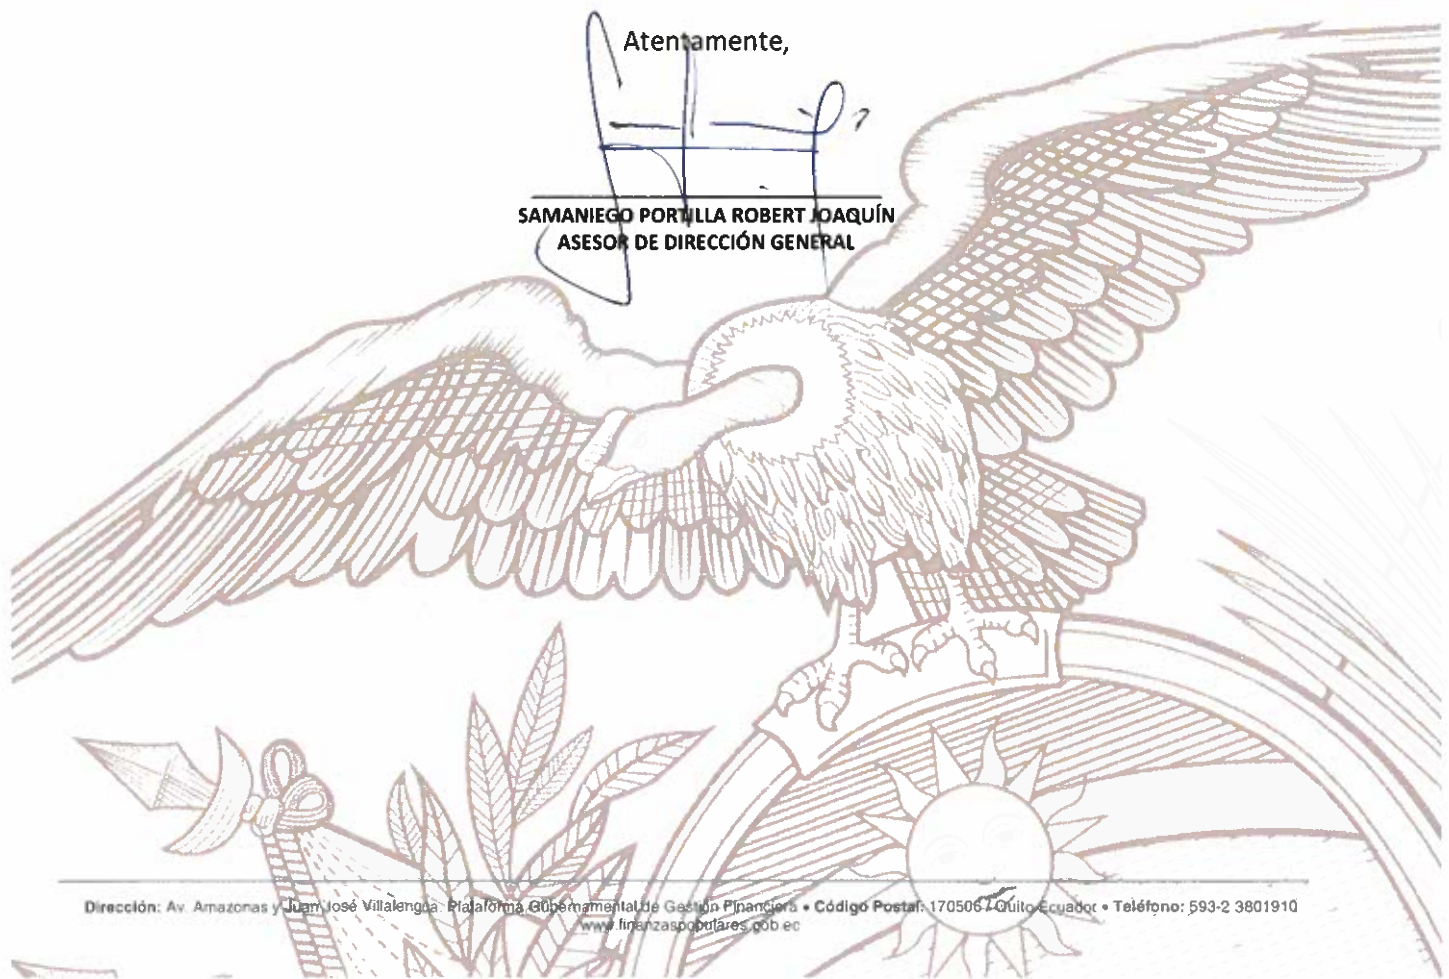 Atentamente,
SAMANIEGO PORTILLA ROBERT JOAQUÍN
ASESOR DE DIRECCIÓN GENERAL
Dirección: Av. Amazonas y Juan José Villalengua. Plataforma Gubernamental de Gestión Financiera • Código Postal: 170506 / Quito Ecuador • Teléfono: 593-2 3801910
www.finanzaspopulares.gob.ec